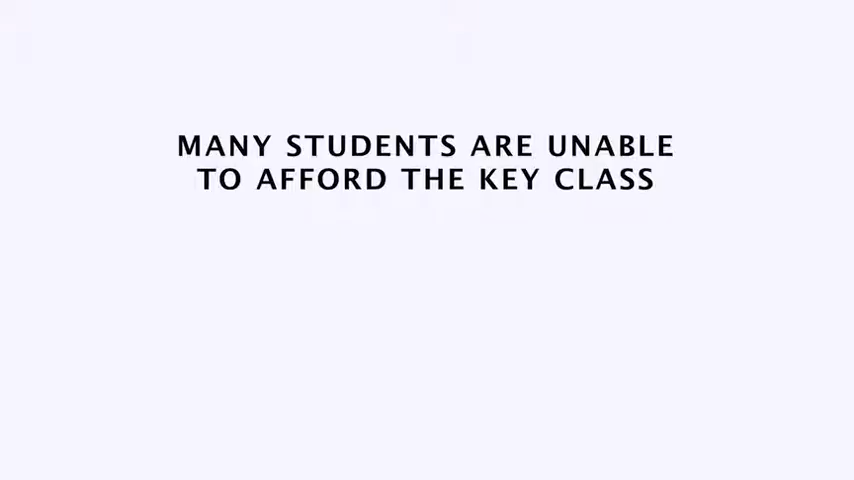 MANY STUDENTS ARE UNABLE
TO AFFORD THE KEY CLASS